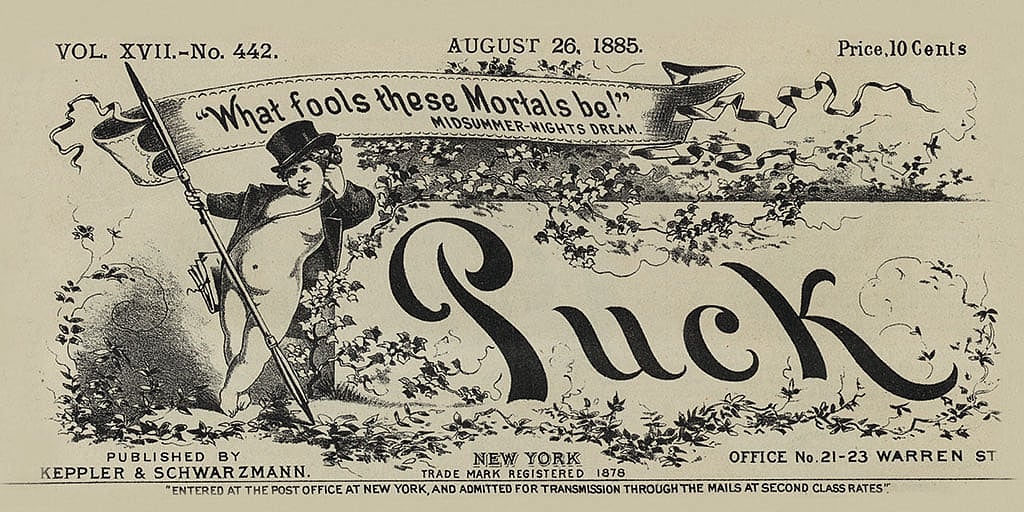 VOL. XVII.-No. 442.
AUGUST 26, 1885.
Price, 10 Cents
"What fools these Mortals be!"
MIDSUMMER-NIGHTS DREAM.
Puck
PUBLISHED BY
KEPPLER & SCHWARZMANN.
NEW YORK
TRADE MARK REGISTERED 1878
OFFICE No. 21-23 WARREN ST
"ENTERED AT THE POST OFFICE AT NEW YORK, AND ADMITTED FOR TRANSMISSION THROUGH THE MAILS AT SECOND CLASS RATES"